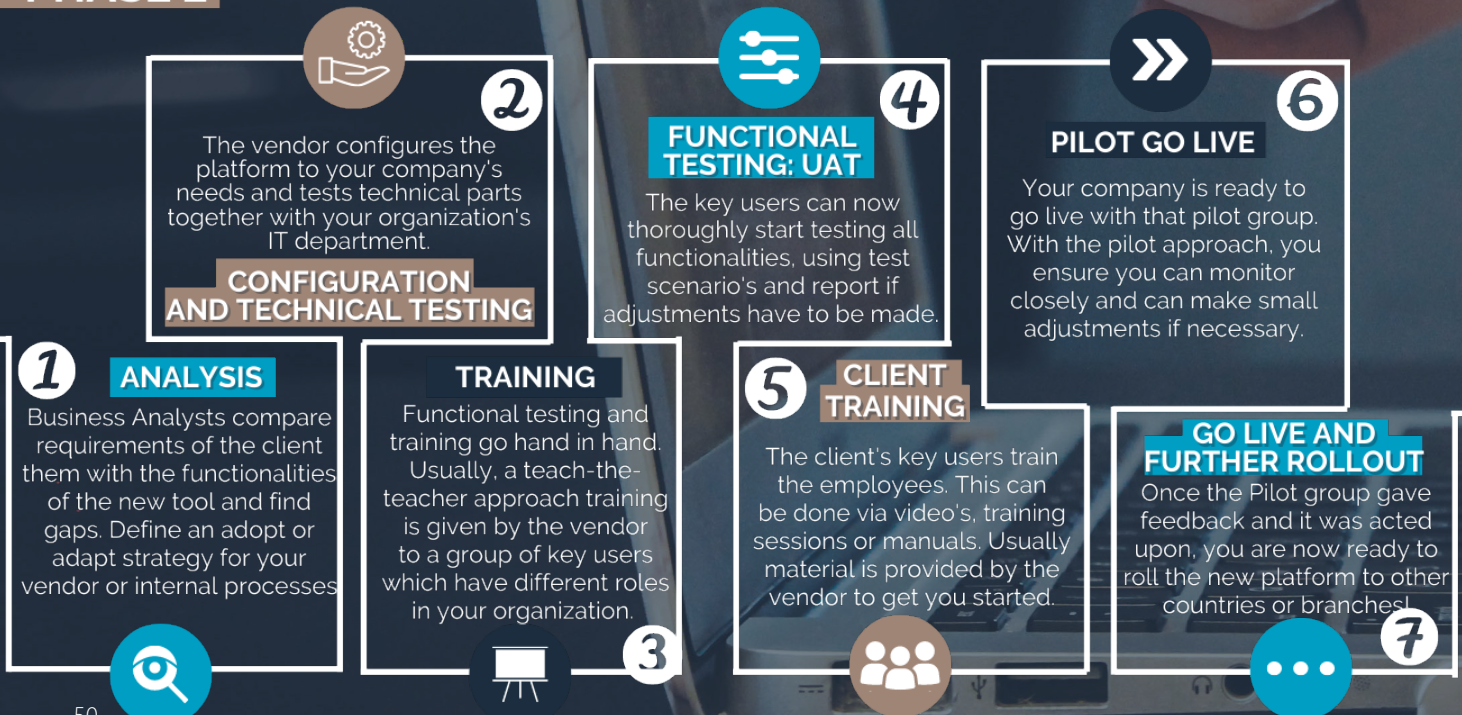 PHASE 2
1
ANALYSIS
Business Analysts compare
requirements of the client
them with the functionalities
of the new tool and find
gaps. Define an adopt or
adapt strategy for your
vendor or internal processes
2
The vendor configures the
platform to your company's
needs and tests technical parts
together with your organization's
IT department.
CONFIGURATION
AND TECHNICAL TESTING
TRAINING
Functional testing and
training go hand in hand.
Usually, a teach-the-
teacher approach training
is given by the vendor
to a group of key users
which have different roles
in your organization.
3
4
FUNCTIONAL
TESTING: UAT
The key users can now
thoroughly start testing all
functionalities, using test
scenario's and report if
adjustments have to be made.
5
CLIENT
TRAINING
The client's key users train
the employees. This can
be done via video's, training
sessions or manuals. Usually
material is provided by the
vendor to get you started.
6
PILOT GO LIVE
Your company is ready to
go live with that pilot group.
With the pilot approach, you
ensure you can monitor
closely and can make small
adjustments if necessary.
GO LIVE AND
FURTHER ROLLOUT
Once the Pilot group gave
feedback and it was acted
upon, you are now ready to
roll the new platform to other
countries or branches!
7
50